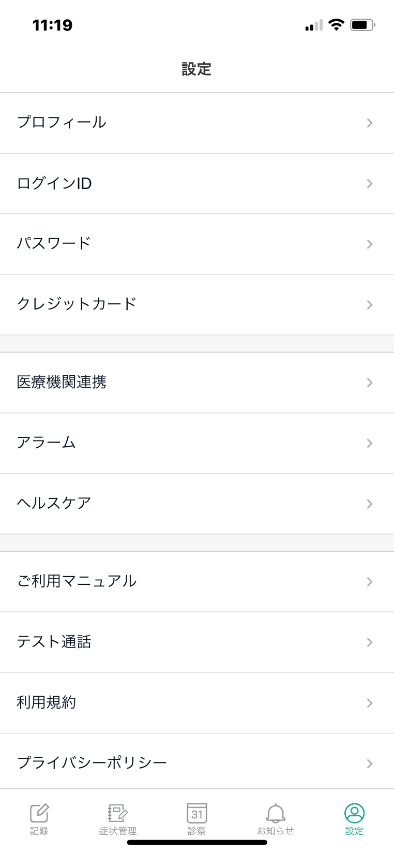 11:19
設定
プロフィール
ログインID
パスワード
クレジットカード
医療機関連携
アラーム
ヘルスケア
ご利用マニュアル
テスト通話
利用規約
プライバシーポリシー
31
記録 症状管理 診察 お知らせ 設定